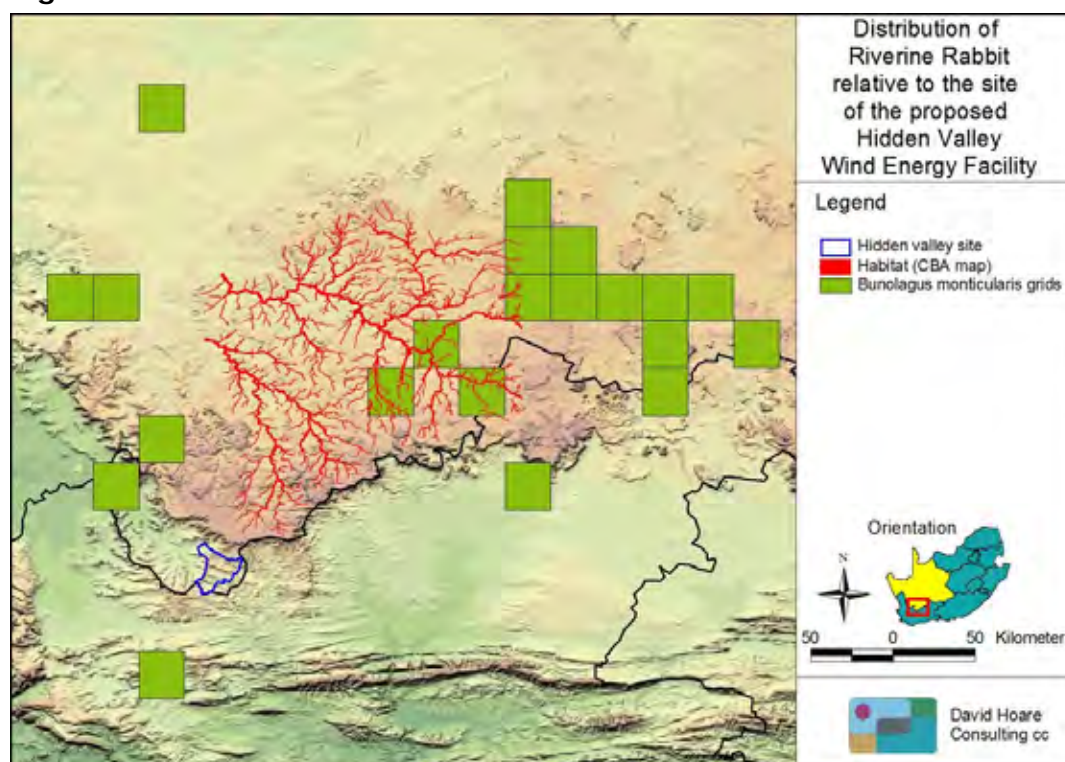 Distribution of
Riverine Rabbit
relative to the site
of the proposed
Hidden Valley
Wind Energy Facility
Legend
Hidden valley site
Habitat (CBA map)
Bunolagus monticularis grids
Orientation
N
50 0 50 Kilometer
David Hoare
Consulting cc